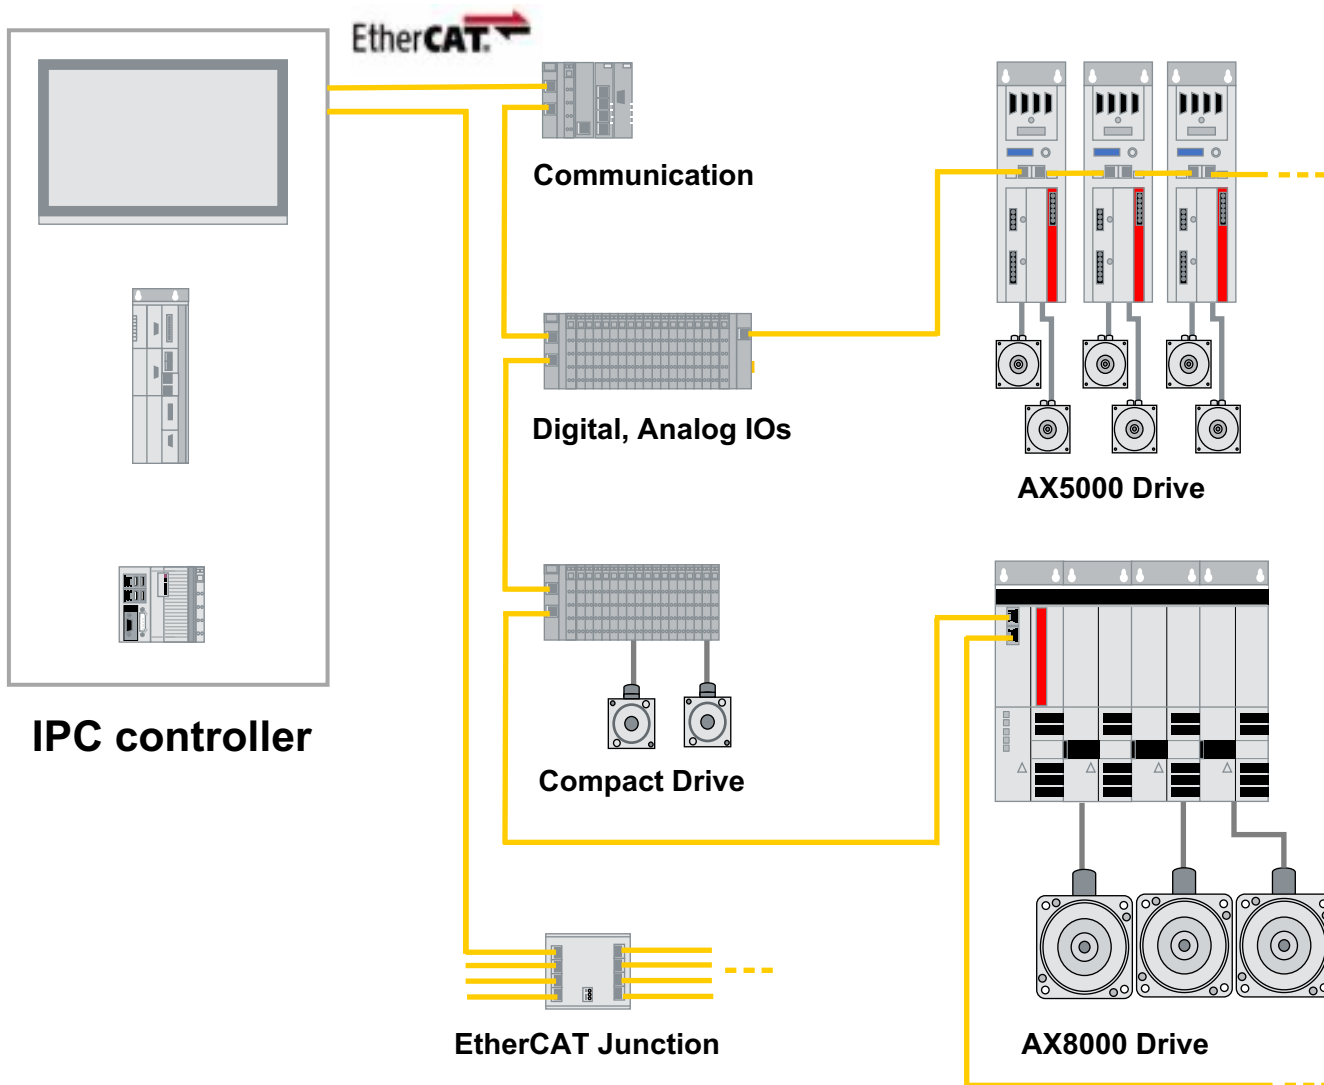 EtherCAT.
Communication
Digital, Analog IOs
AX5000 Drive
IPC controller
Compact Drive
EtherCAT Junction
AX8000 Drive